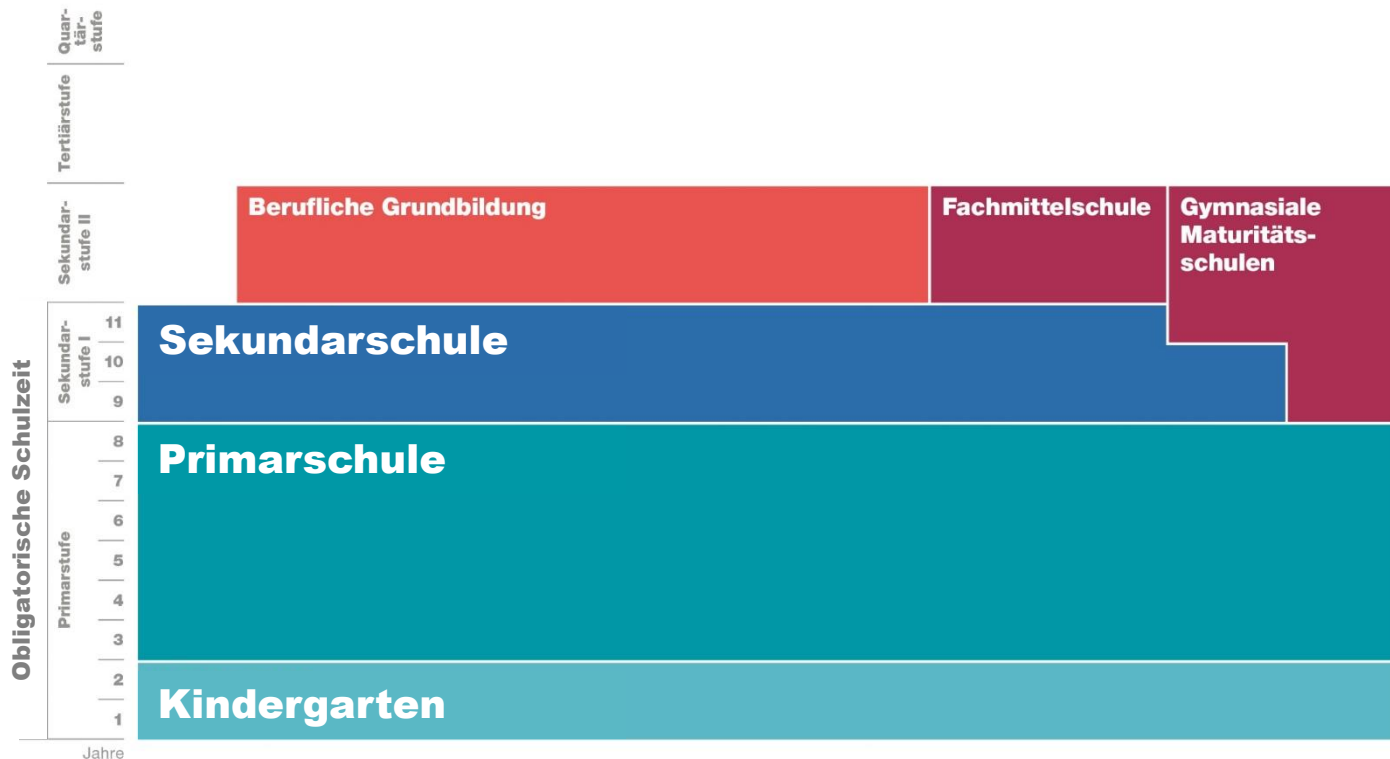 Quar-
tär-
stufe
Tertiärstufe
Sekundar-
stufe II
Berufliche Grundbildung
Fachmittelschule
Gymnasiale
Maturitäts-
schulen
Obligatorische Schulzeit
Sekundar-
stufe I
11
10
9
Sekundarschule
Primarstufe
8
7
6
5
4
3
2
1
Primarschule
Kindergarten
Jahre